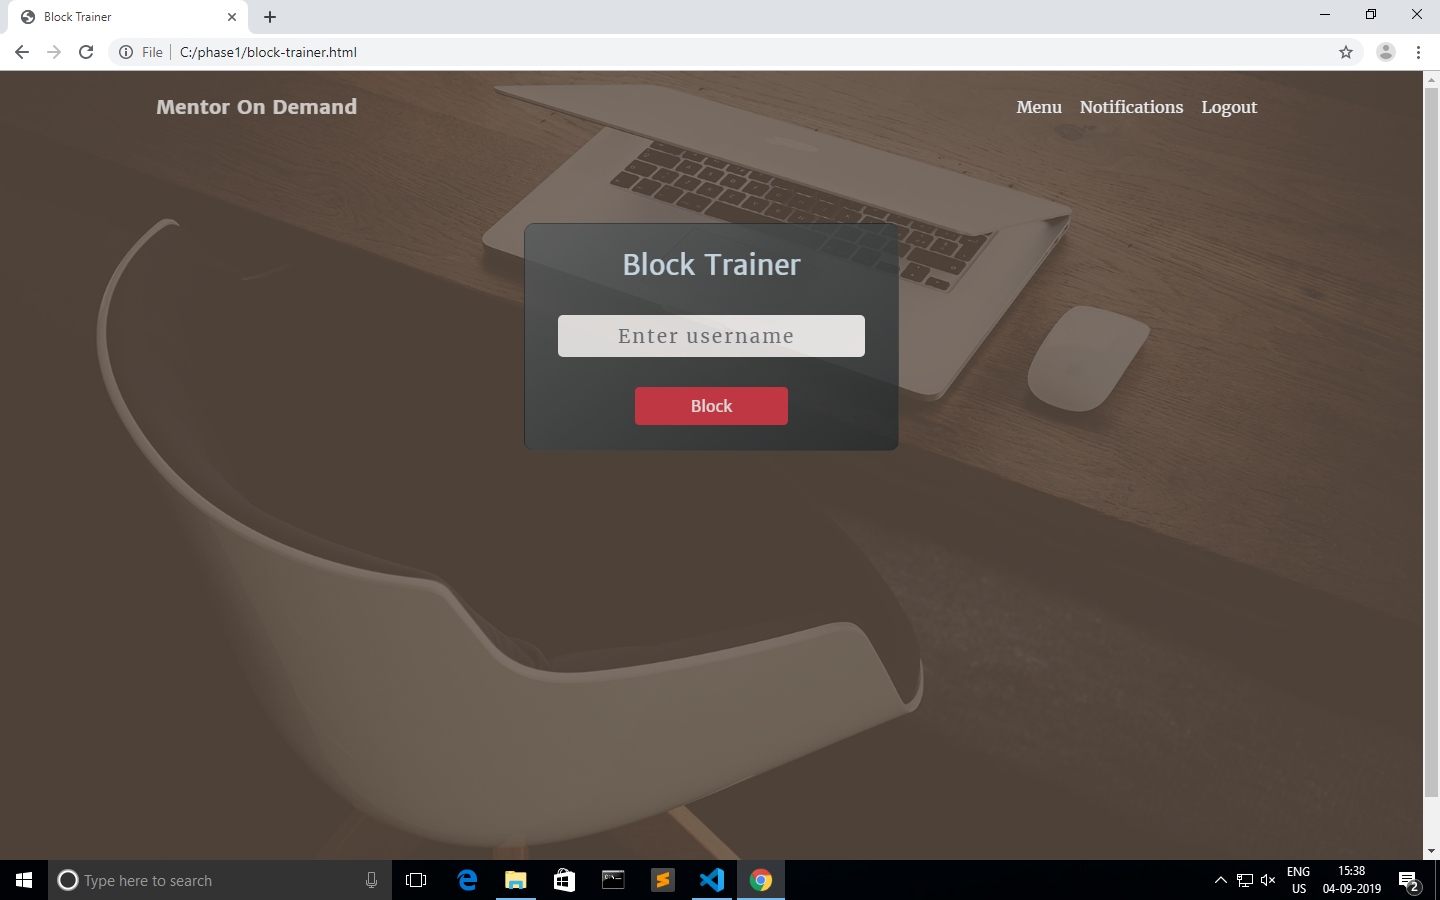 Block Trainer
File
C:/phase1/block-trainer.html
Mentor On Demand
Menu
Notifications
Logout
Block Trainer
Enter username
Block
Type here to search
ENG
US
15:38
04-09-2019
2